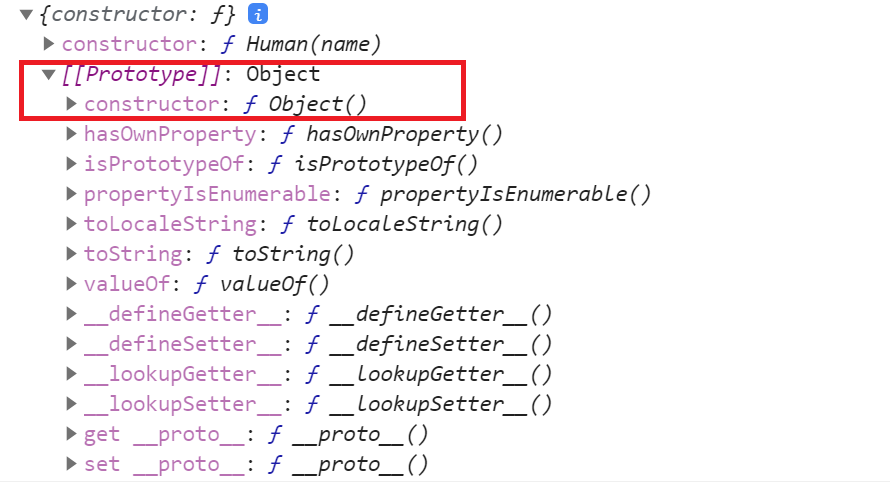 {constructor: ƒ} i
constructor: ƒ Human(name)
[[Prototype]]: Object
constructor: ƒ Object()
hasOwnProperty: ƒ hasOwnProperty()
isPrototypeOf: ƒ isPrototypeOf()
propertyIsEnumerable: ƒ propertyIsEnumerable()
toLocaleString: ƒ toLocaleString()
toString: ƒ toString()
valueOf: ƒ valueOf()
__defineGetter__: ƒ __defineGetter__()
__defineSetter__: ƒ __defineSetter__()
__lookupGetter__: ƒ __lookupGetter__()
__lookupSetter__: ƒ __lookupSetter__()
get __proto__: ƒ __proto__()
set __proto__: ƒ __proto__()